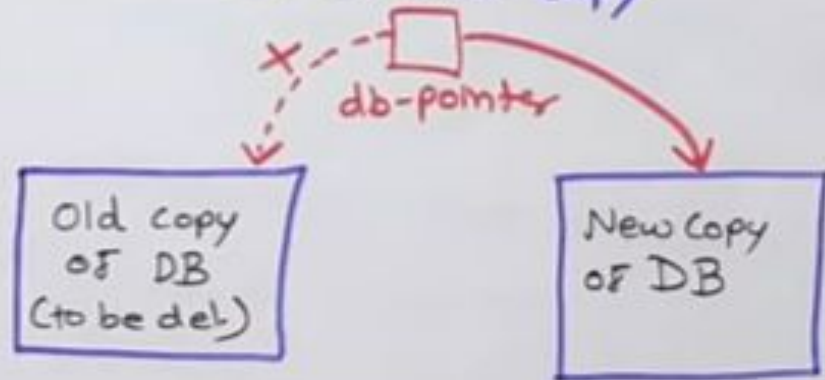 db-pointer
Old copy
of DB
(to be del.)
New Copy
of DB